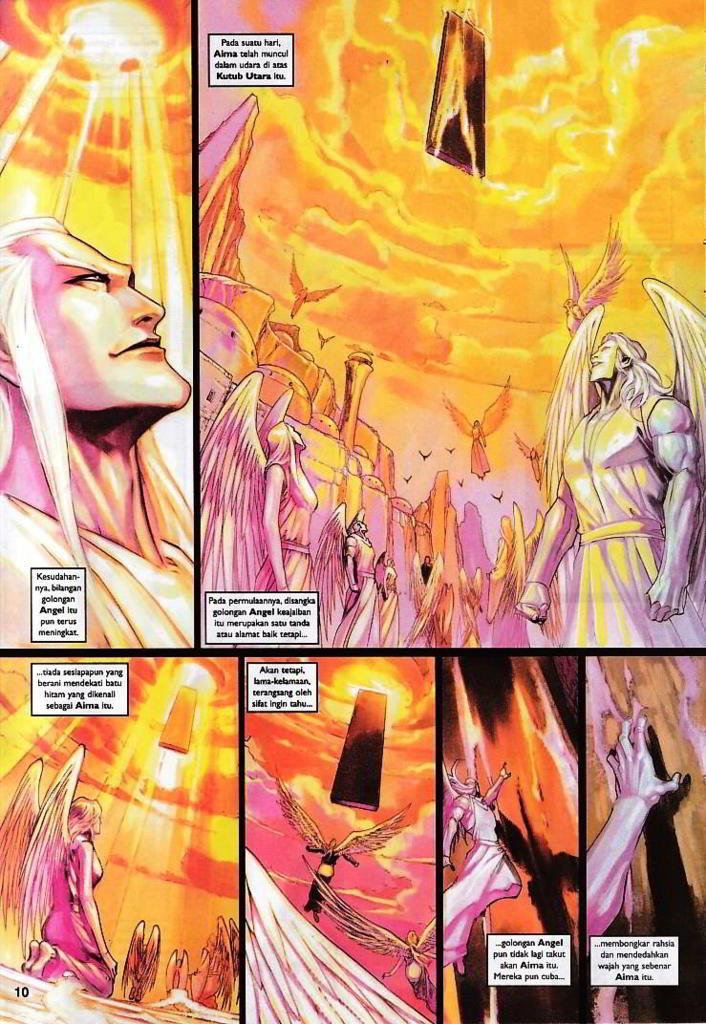 Kesudahan-
nya, bilangan
golongan
Angel itu
pun terus
meningkat.
Pada suatu hari,
Aima telah muncul
dalam udara di atas
Kutub Utara itu.
Pada permulaannya, disangka
golongan Angel keajaiban
itu merupakan satu tanda
atau alamat baik tetapi...
...tiada sesiapapun yang
berani mendekati batu
hitam yang dikenali
sebagai Aima itu.
Akan tetapi,
lama-kelamaan,
terangsang oleh
sifat ingin tahu...
...golongan Angel
pun tidak lagi takut
akan Aima itu.
Mereka pun cuba...
...membongkar rahsia
dan mendedahkan
wajah yang sebenar
Aima itu.
10